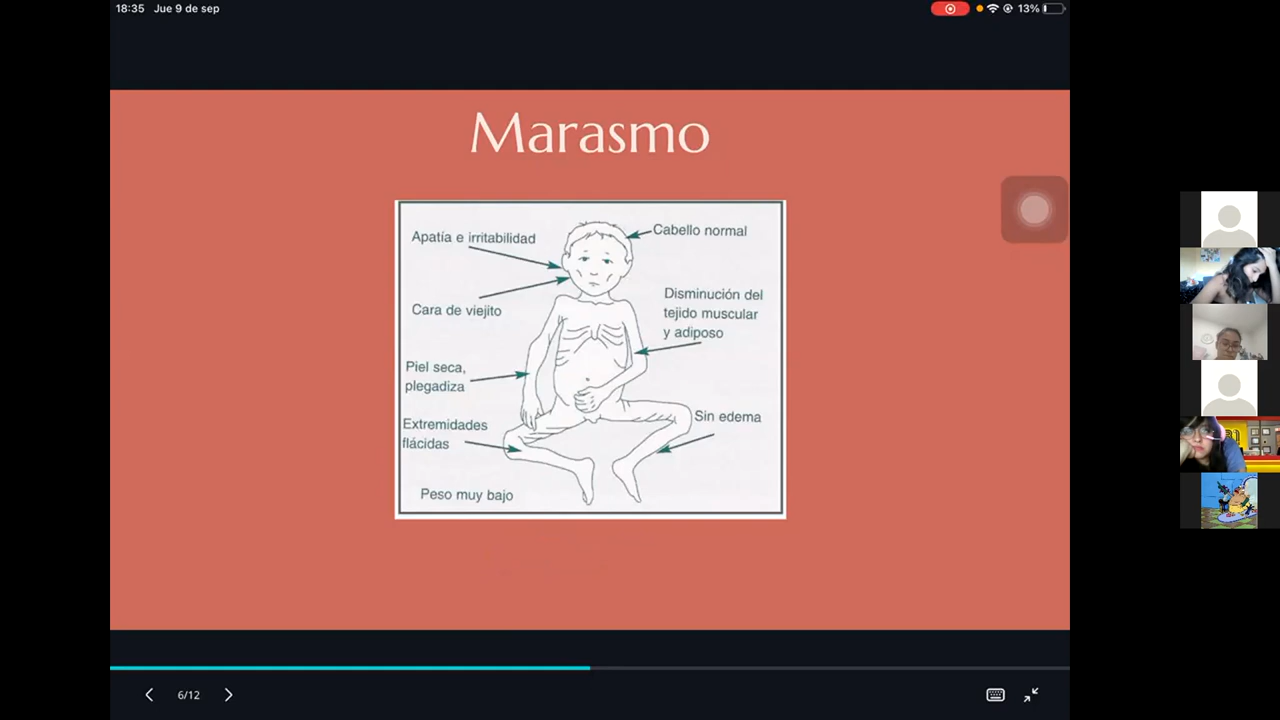 18:35 Jue 9 de sep
13%
Marasmo
Apatía e irritabilidad
Cabello normal
Cara de viejito
Disminución del
tejido muscular
y adiposo
Piel seca,
plegadiza
Extremidades
flácidas
Sin edema
Peso muy bajo
6/12